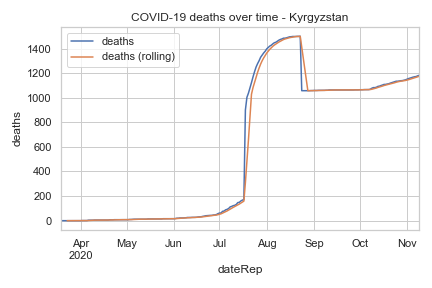 COVID-19 deaths over time - Kyrgyzstan
deaths
deaths (rolling)
1400
1200
1000
800
600
400
200
0
deaths
Apr
2020
May
Jun
Jul
Aug
Sep
Oct
Nov
dateRep